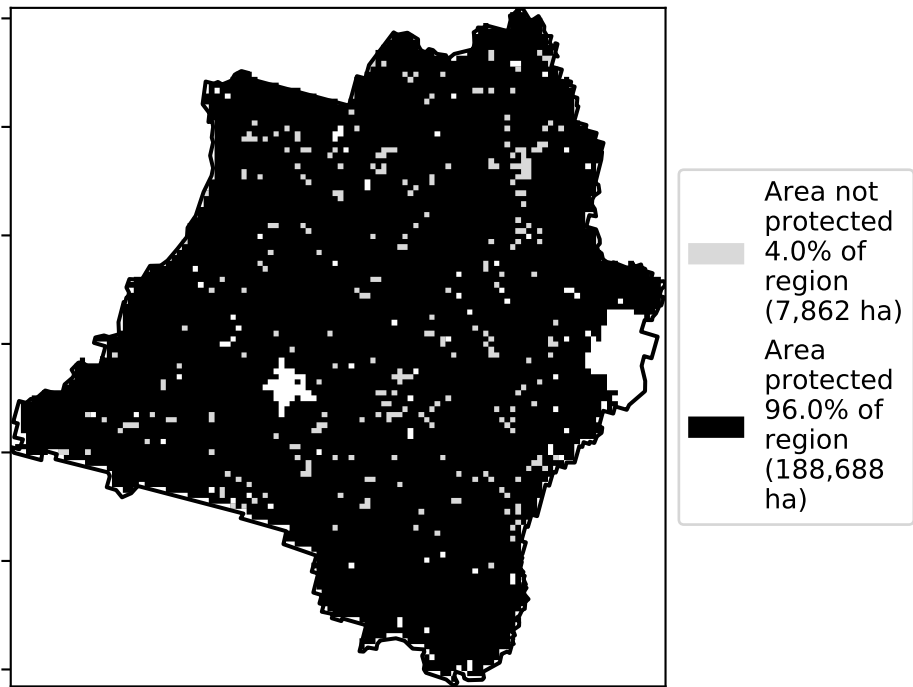 Area not
protected
4.0% of
region
(7,862 ha)
Area
protected
96.0% of
region
(188,688
ha)